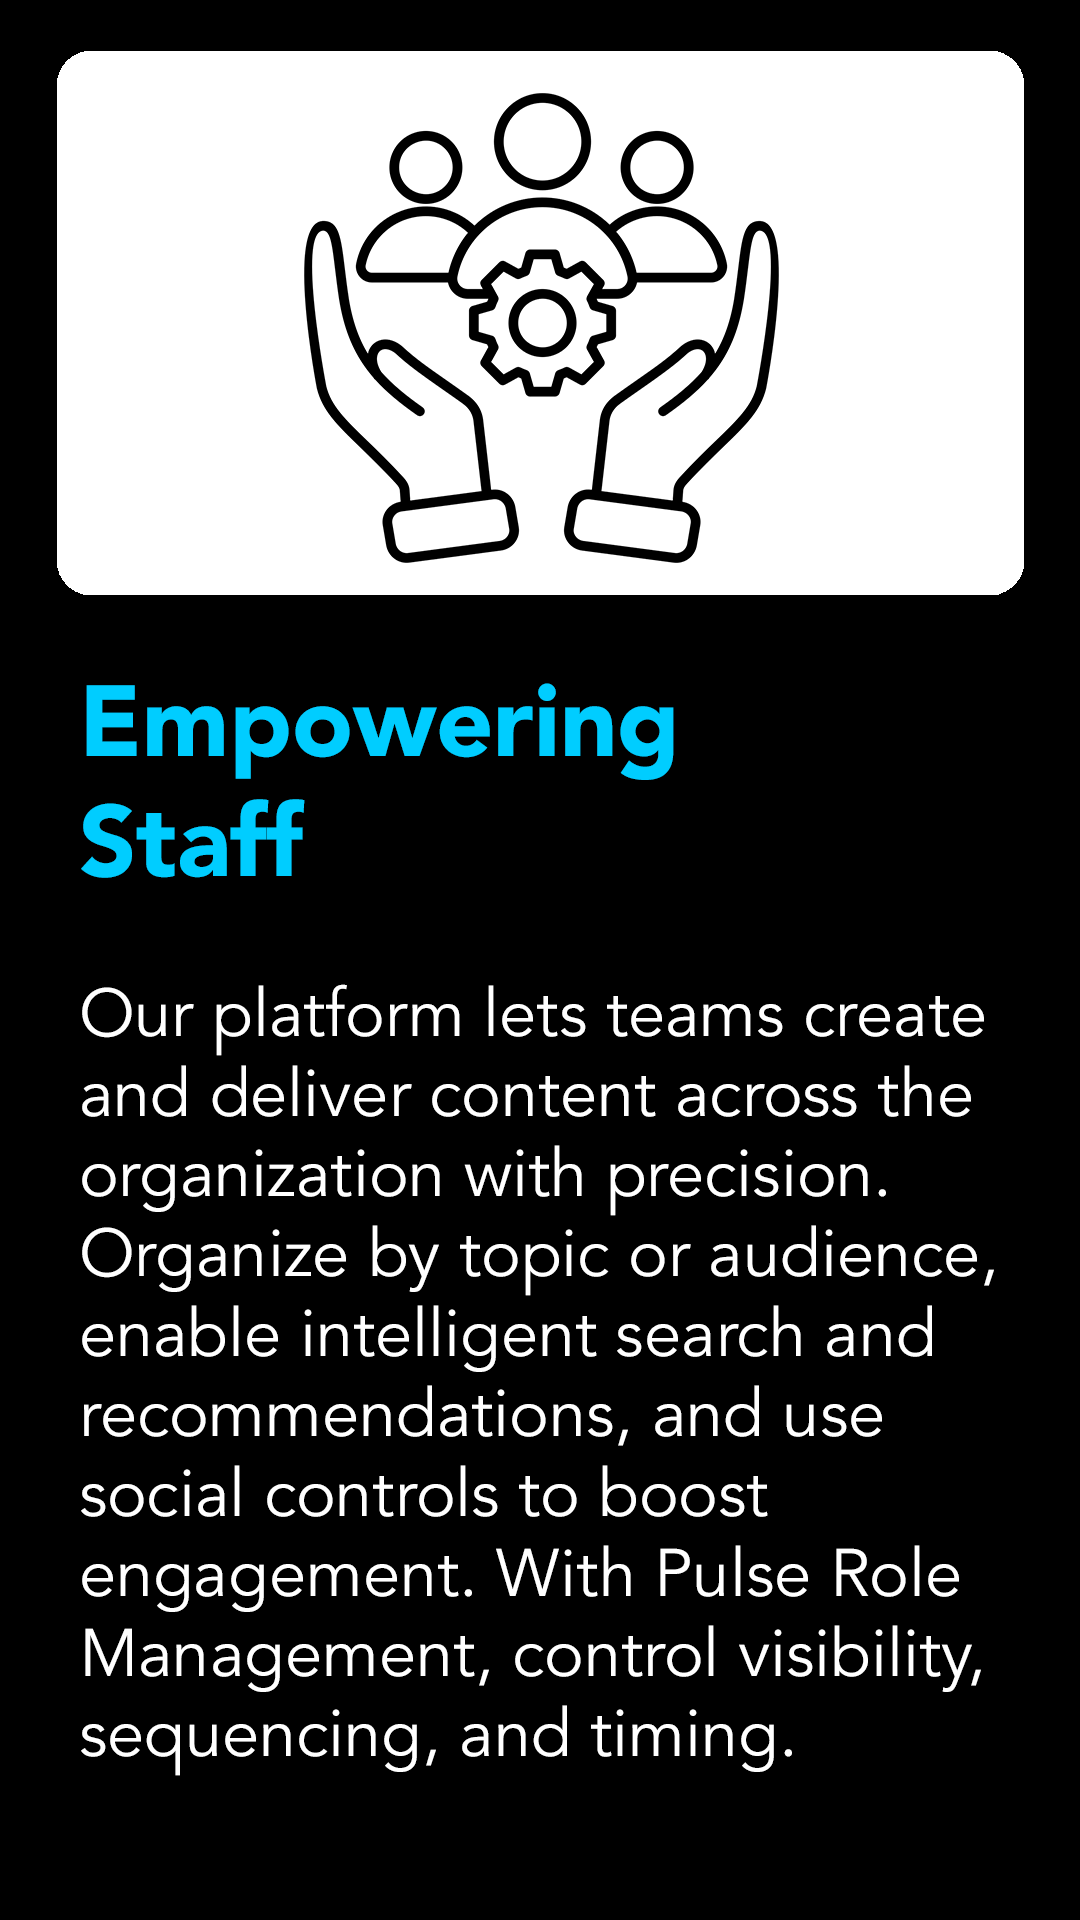 Empowering
Staff
Our platform lets teams create
and deliver content across the
organization with precision.
Organize by topic or audience,
enable intelligent search and
recommendations, and use
social controls to boost
engagement. With Pulse Role
Management, control visibility,
sequencing, and timing.